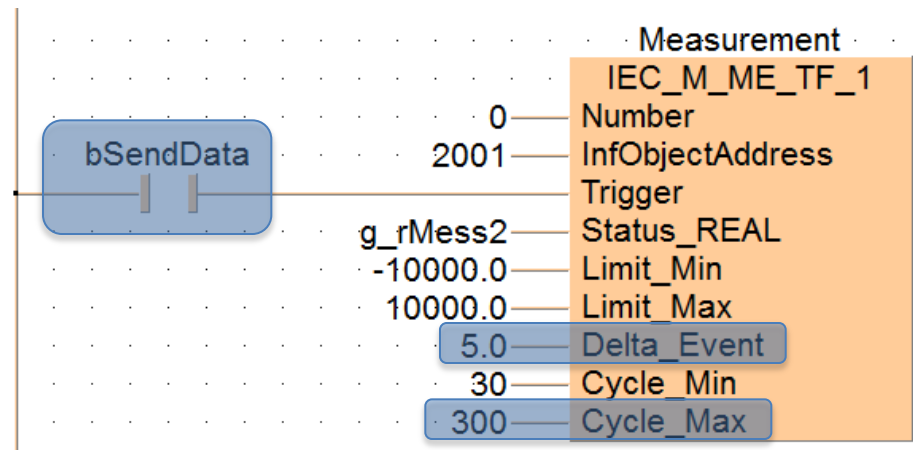 Measurement
IEC_M_ME_TF_1
0 Number
bSendData 2001 InfObjectAddress
Trigger
g_rMess2 Status_REAL
-10000.0 Limit_Min
10000.0 Limit_Max
5.0 Delta_Event
30 Cycle_Min
300 Cycle_Max